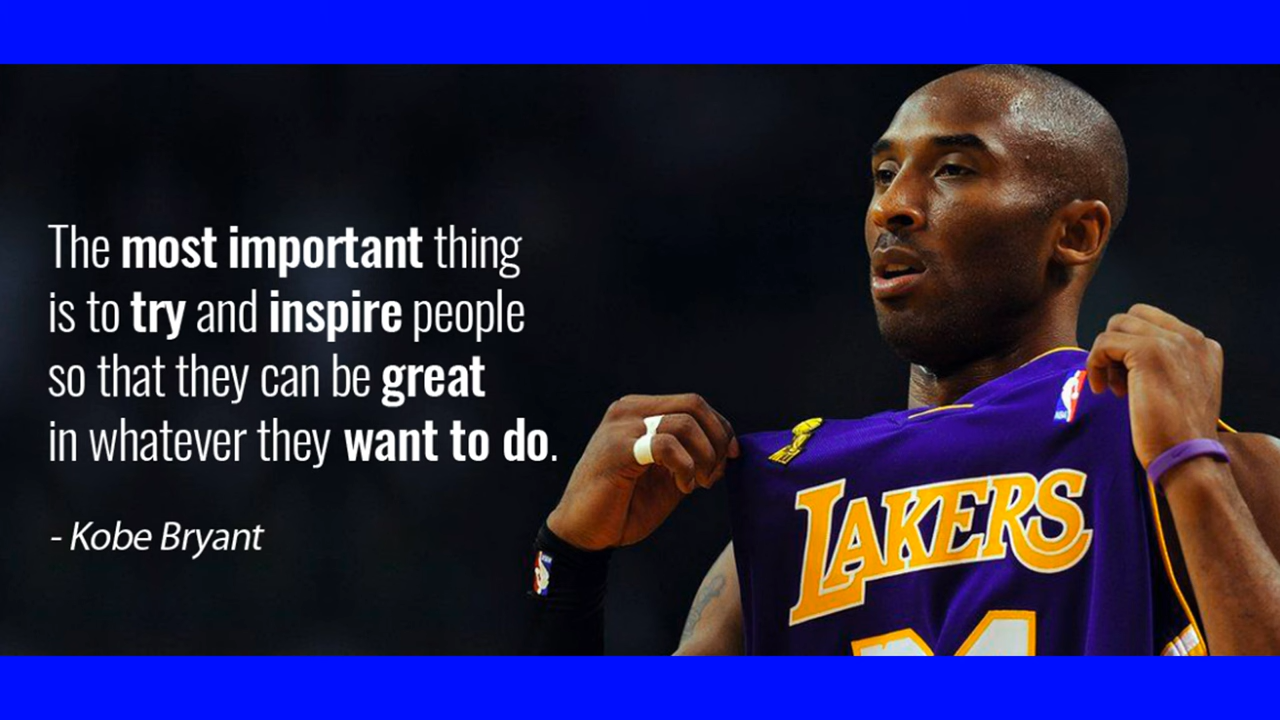 The most important thing
is to try and inspire people
so that they can be great
in whatever they want to do.
- Kobe Bryant
LAKERS